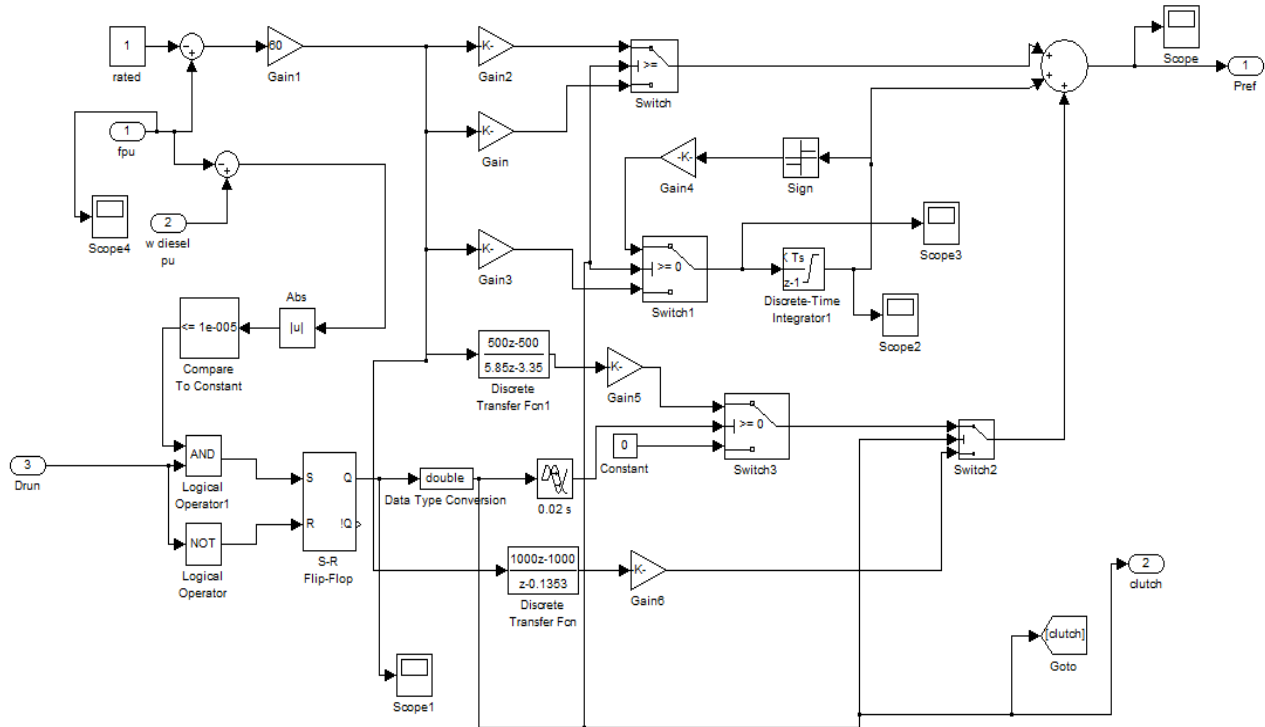 1
rated
-
+
60
Gain1
K-
Gain2
>=
Switch
+
+
+
Scope
1
Pref
1
fpu
K-
Gain
-
+
Scope4
2
w diesel
pu
-K-
Gain4
Sign
K-
Gain3
>= 0
Switch1
Scope3
K Ts
z-1
Discrete-Time
Integrator1
Scope2
Abs
|u|
<= 1e-005
Compare
To Constant
500z-500
5.85z-3.35
Discrete
Transfer Fcn1
K-
Gain5
>= 0
Switch3
0
Constant
Switch2
3
Drun
AND
Logical
Operator1
NOT
Logical
Operator
S
Q
R
!Q
S-R
Flip-Flop
double
Data Type Conversion
0.02 s
1000z-1000
z-0.1353
Discrete
Transfer Fcn
K-
Gain6
2
clutch
[clutch]
Goto
Scope1